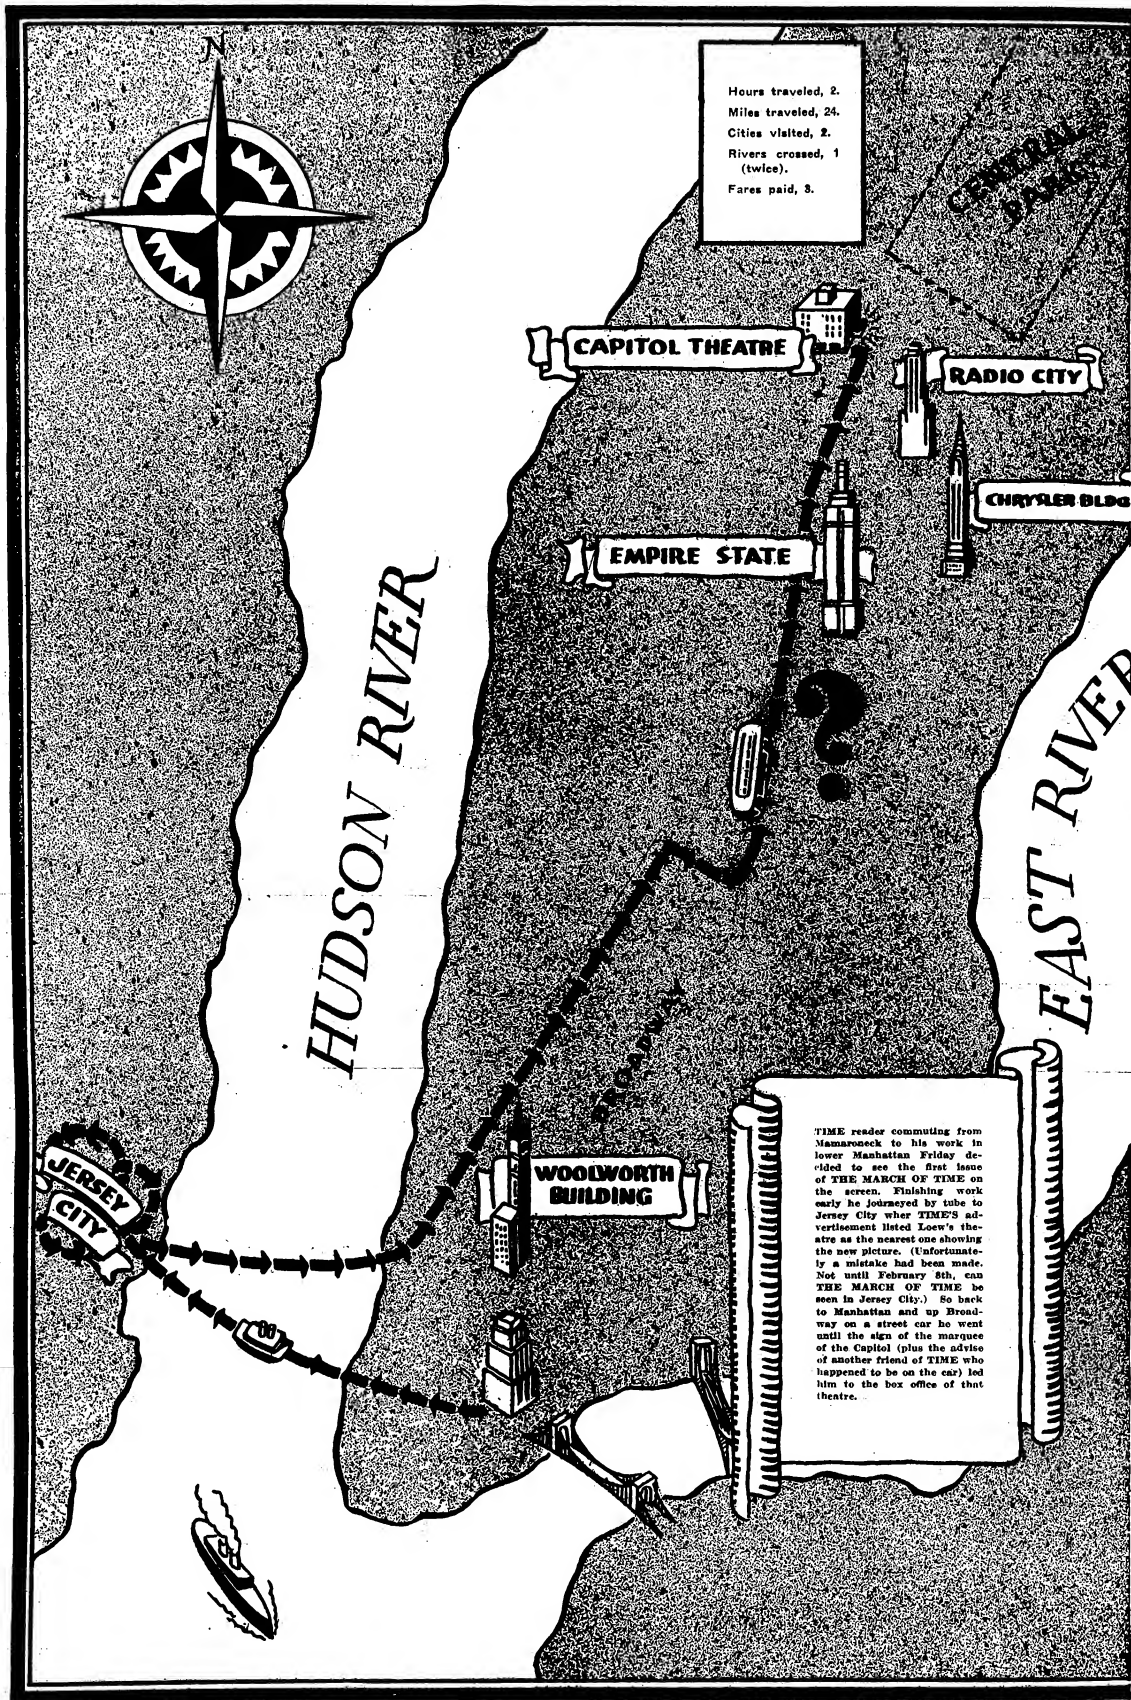 N
Hours traveled, 2.
Miles traveled, 24.
Cities visited, 2.
Rivers crossed, 1
(twice).
Fares paid, 3.
CENTRAL
PARK
CAPITOL THEATRE
RADIO CITY
CHRYSLER BLDG
EMPIRE STATE
?
HUDSON RIVER
EAST RIVER
BROADWAY
JERSEY
CITY
WOOLWORTH
BUILDING
TIME reader commuting from
Mamaroneck to his work in
lower Manhattan Friday de-
cided to see the first issue
of THE MARCH OF TIME on
the screen. Finishing work
early he journeyed by tube to
Jersey City wher TIME'S ad-
vertisement listed Loew's the-
atre as the nearest one showing
the new picture. (Unfortunate-
ly a mistake had been made.
Not until February 8th, can
THE MARCH OF TIME be
seen in Jersey City.) So back
to Manhattan and up Broad-
way on a street car he went
until the sign of the marquee
of the Capitol (plus the advise
of another friend of TIME who
happened to be on the car) led
him to the box office of that
theatre.